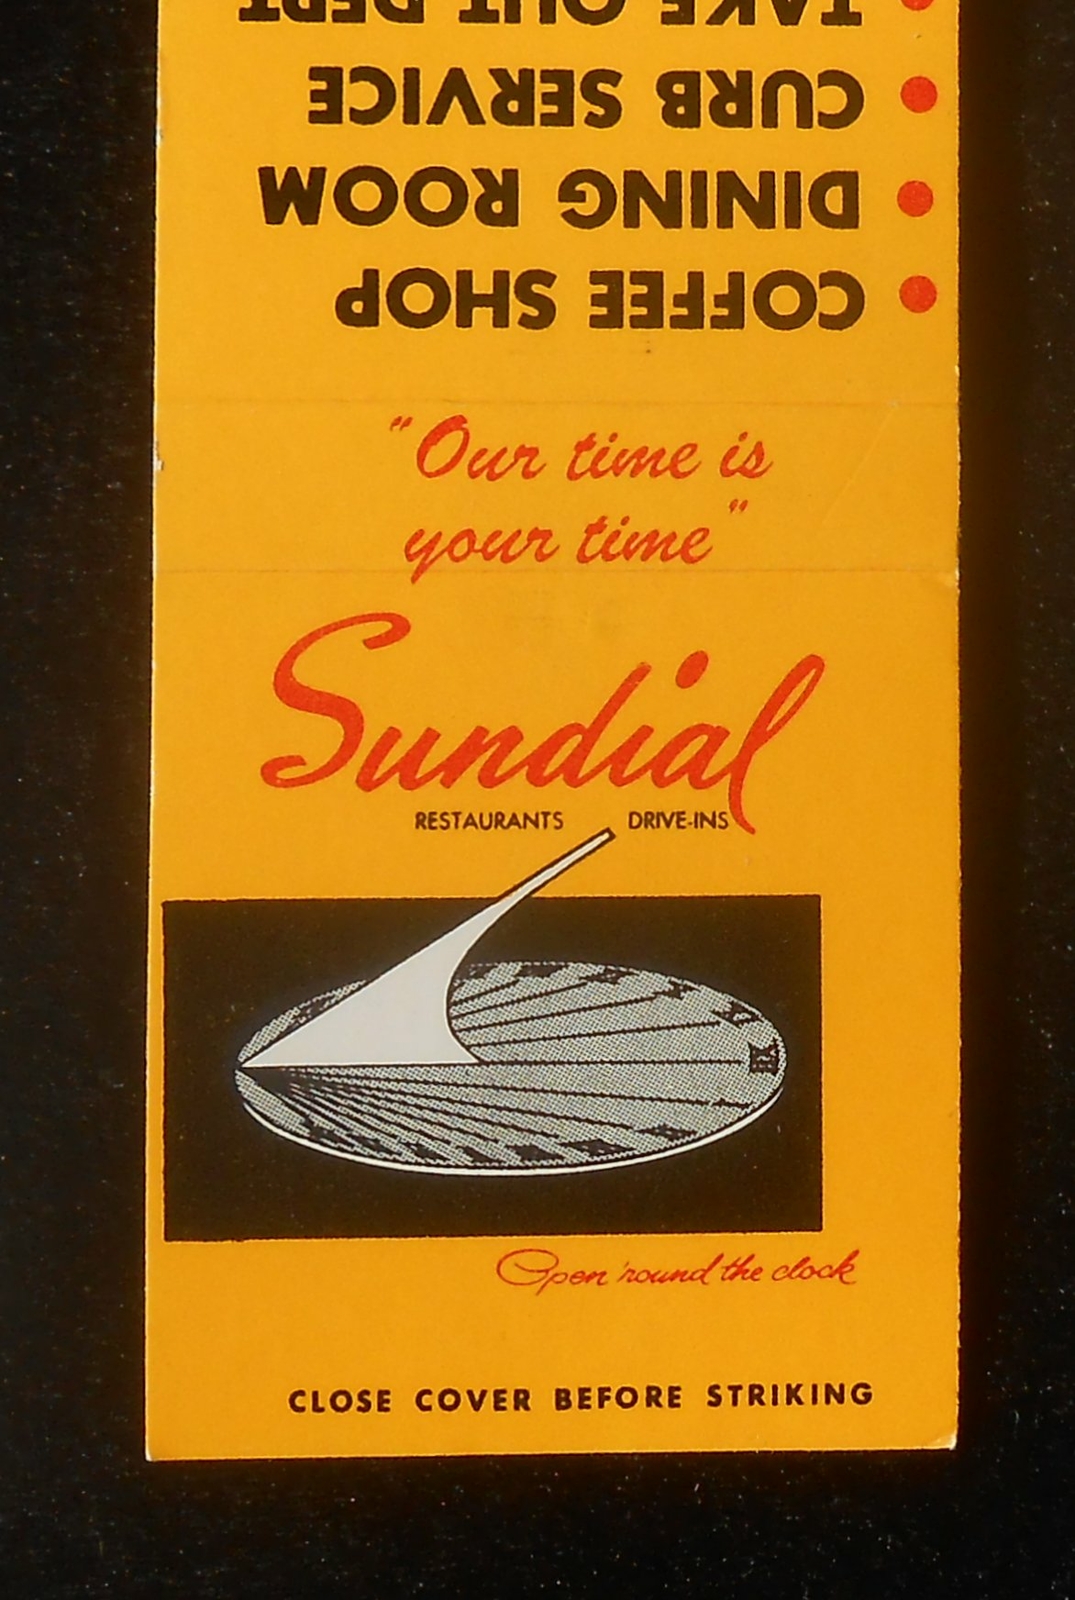 TAKE OUT DEPT
CURB SERVICE
DINING ROOM
COFFEE SHOP
"Our time is
your time"
Sundial
RESTAURANTS DRIVE-INS
Open 'round the clock
CLOSE COVER BEFORE STRIKING